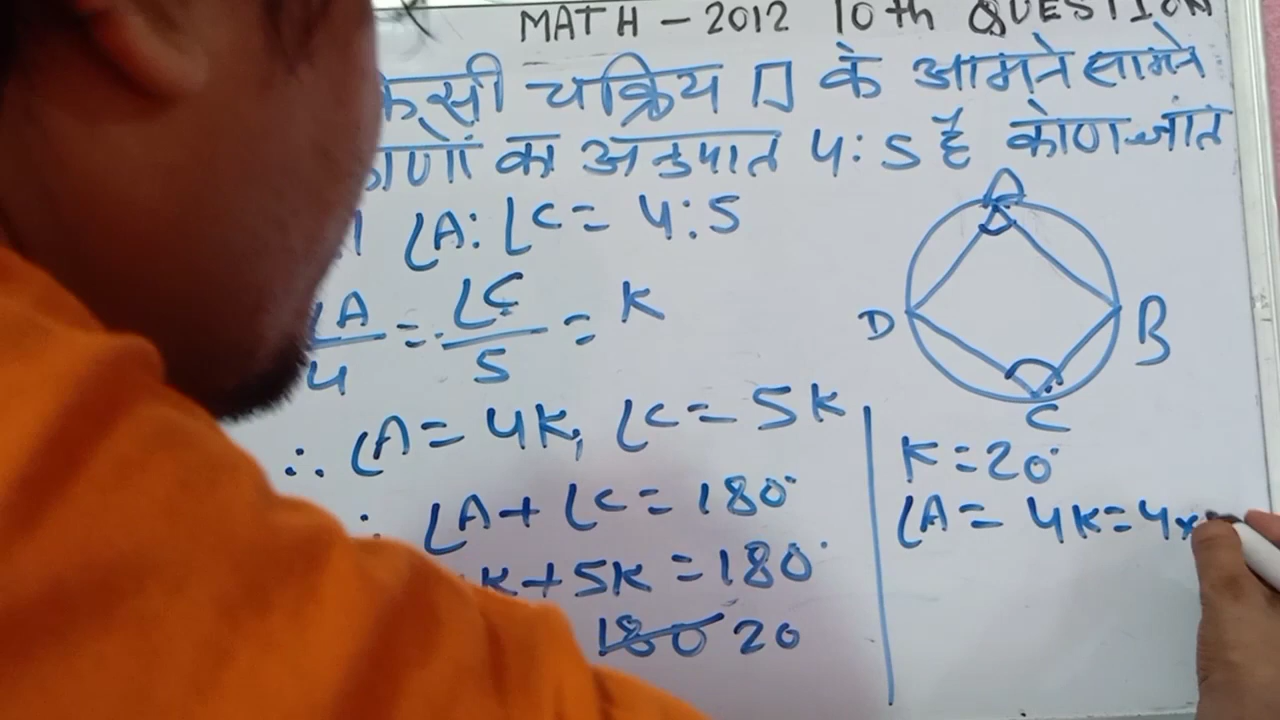 MATH - 2012 10th QUESTION
चक्रिय □ के आमने सामने
का अनुपात 4:5 है कोण ज्ञात
∠A:∠C = 4:5
∠A/4 = ∠C/5 = K
∴ ∠A = 4K, ∠C = 5K
∠A + ∠C = 180°
K + 5K = 180°
180 20
A
D
B
C
K = 20°
∠A = 4K = 4×